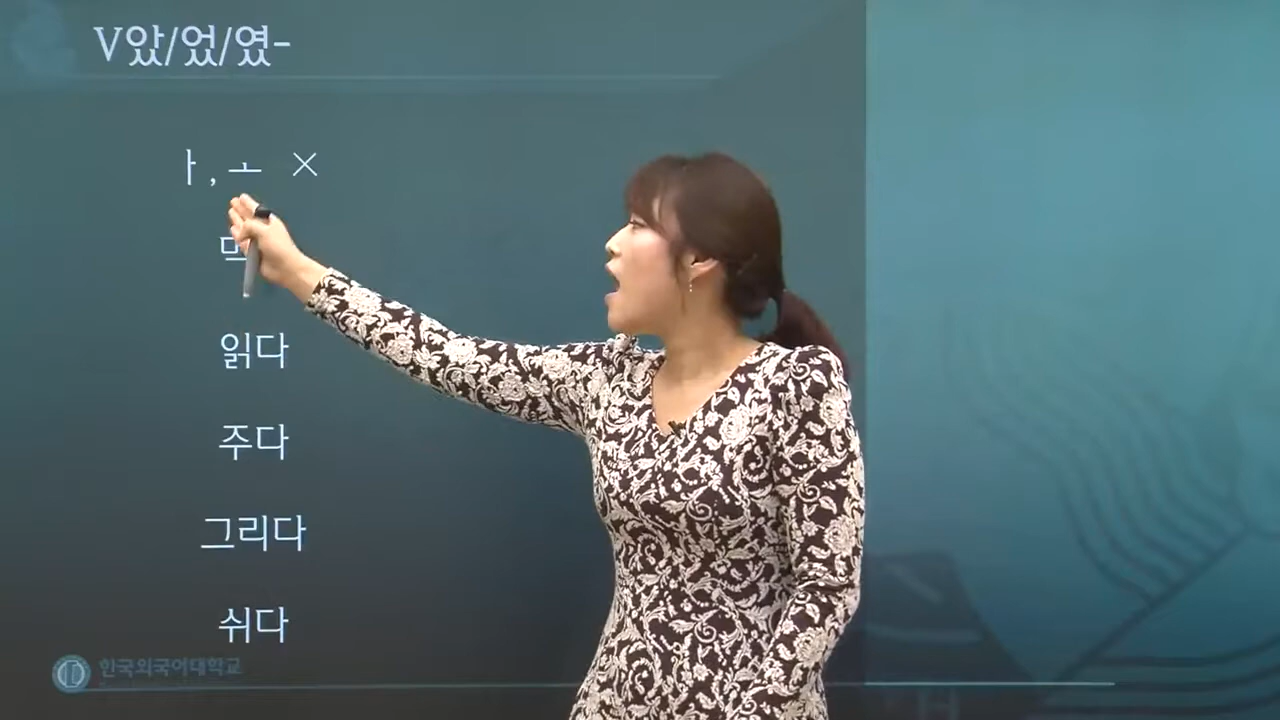 V았/었/였-
ㅏ,ㅗ ×
읽다
주다
그리다
쉬다
한국외국어대학교